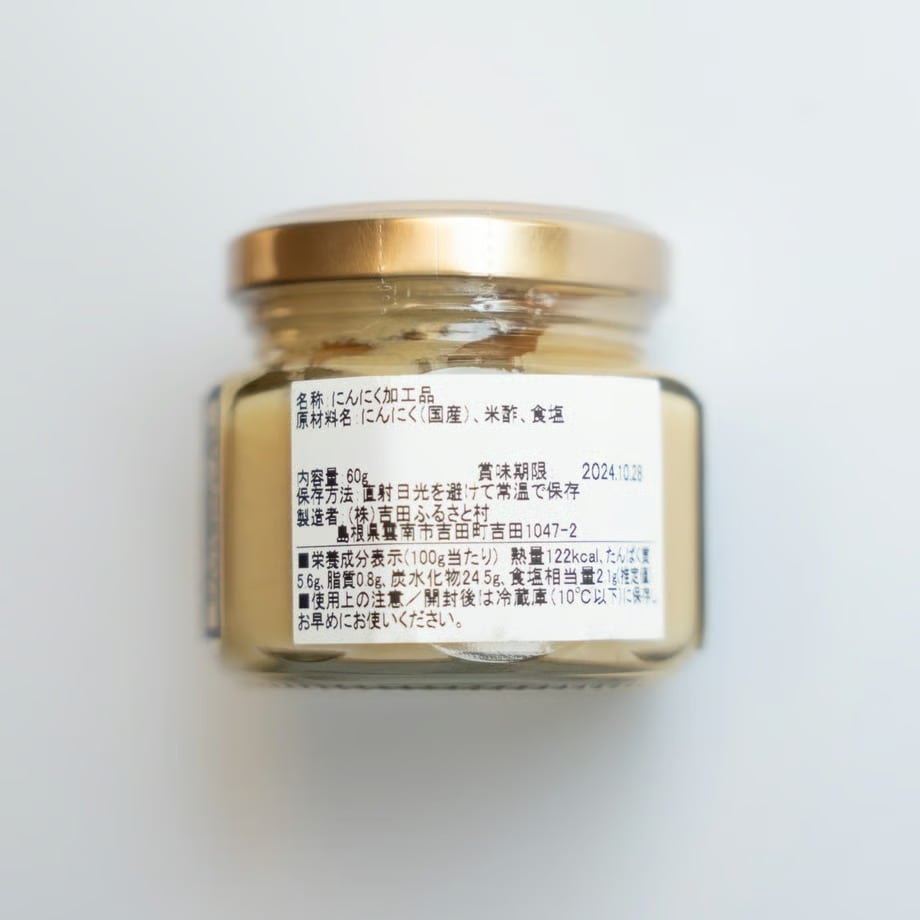 名称:にんにく加工品
原材料名:にんにく(国産)、米酢、食塩
内容量:60g 賞味期限 2024.10.28
保存方法:直射日光を避けて常温で保存
製造者:(株)吉田ふるさと村
島根県雲南市吉田町吉田1047-2
■栄養成分表示(100g当たり) 熱量122kcal、たんぱく質
5.6g、脂質0.8g、炭水化物24.5g、食塩相当量2.1g(推定値)
■使用上の注意/開封後は冷蔵庫(10℃以下)に保存し
お早めにお使いください。